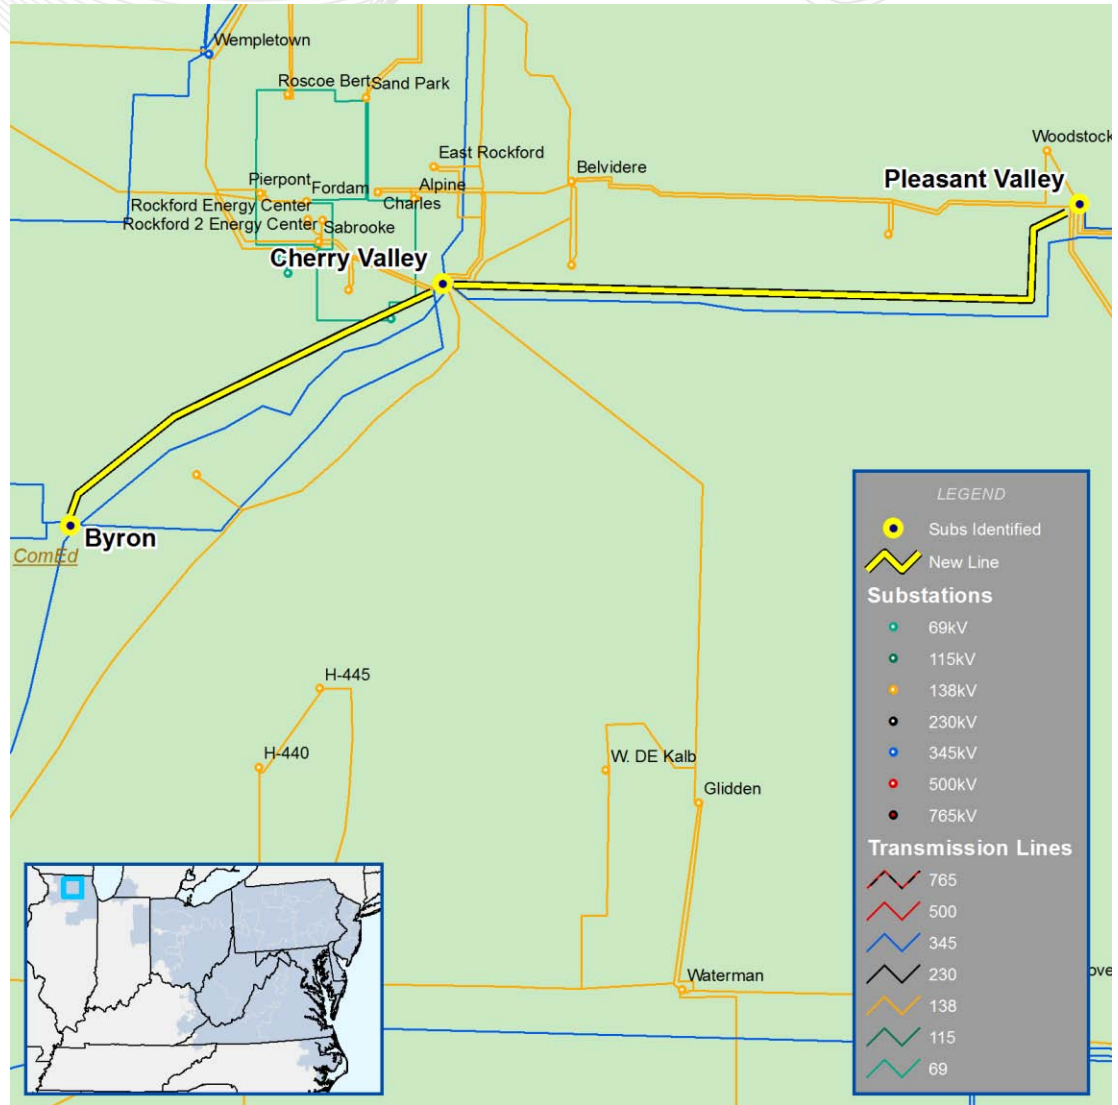 Wempletown
Roscoe Bert
Sand Park
Woodstock
East Rockford
Belvidere
Pleasant Valley
Pierpont
Fordam
Alpine
Charles
Rockford Energy Center
Rockford 2 Energy Center
Sabrooke
Cherry Valley
Byron
ComEd
H-445
H-440
W. DE Kalb
Glidden
Waterman
LEGEND
Subs Identified
New Line
Substations
69kV
115kV
138kV
230kV
345kV
500kV
765kV
Transmission Lines
765
500
345
230
138
115
69